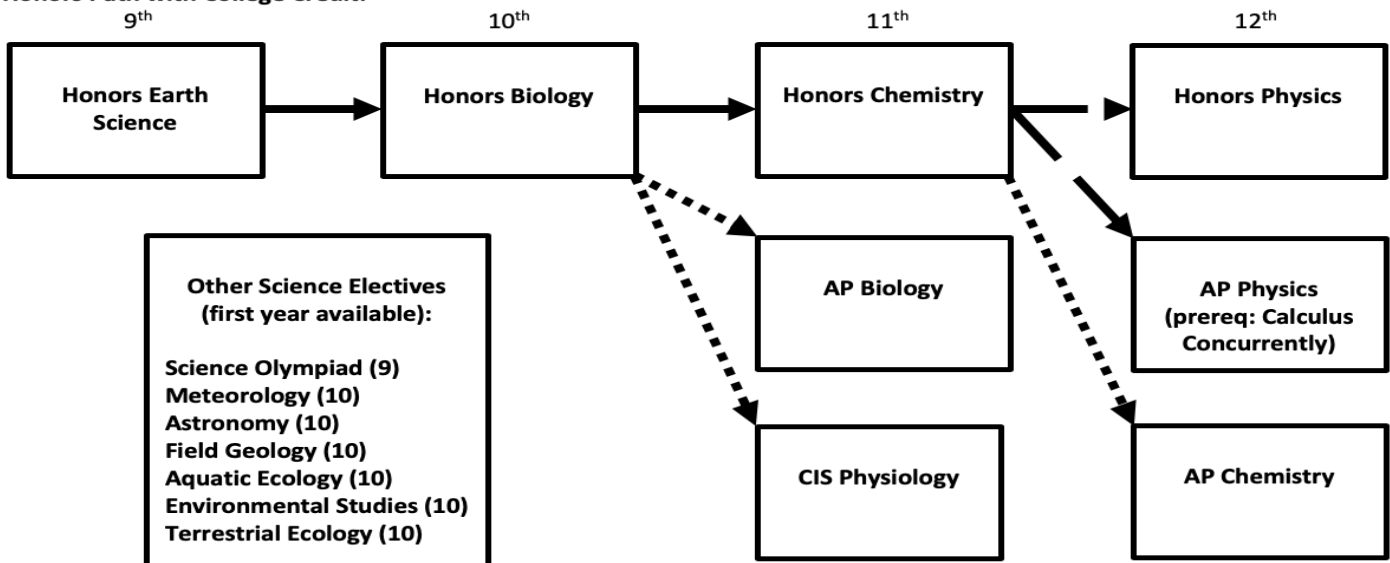 9th
10th
11th
12th
Honors Earth
Science
Honors Biology
Honors Chemistry
Honors Physics
Other Science Electives
(first year available):
Science Olympiad (9)
Meteorology (10)
Astronomy (10)
Field Geology (10)
Aquatic Ecology (10)
Environmental Studies (10)
Terrestrial Ecology (10)
AP Biology
AP Physics
(prereq: Calculus
Concurrently)
CIS Physiology
AP Chemistry